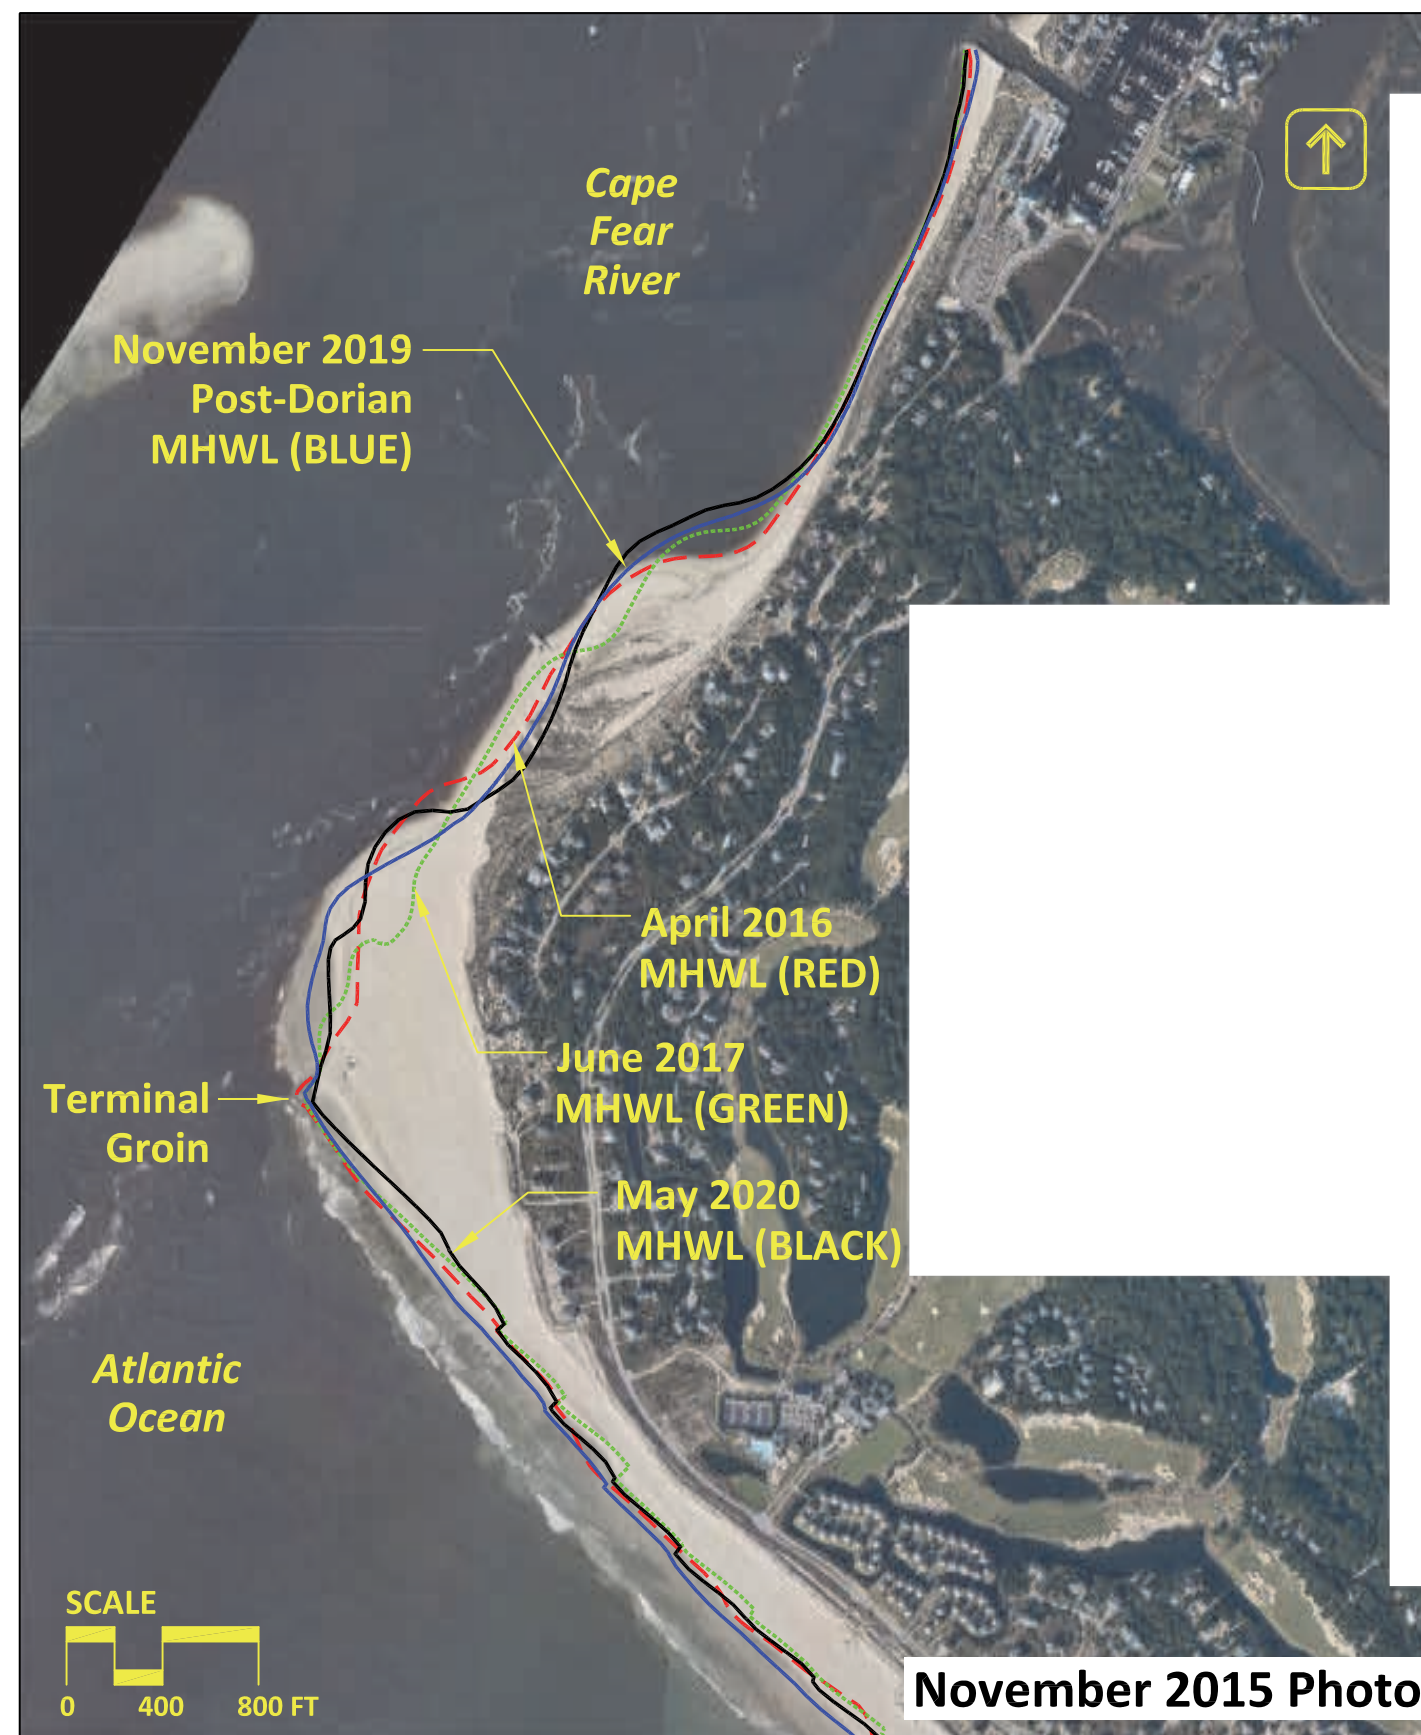 Cape
Fear
River
November 2019
Post-Dorian
MHWL (BLUE)
April 2016
MHWL (RED)
June 2017
MHWL (GREEN)
Terminal
Groin
May 2020
MHWL (BLACK)
Atlantic
Ocean
SCALE
0 400 800 FT
November 2015 Photo